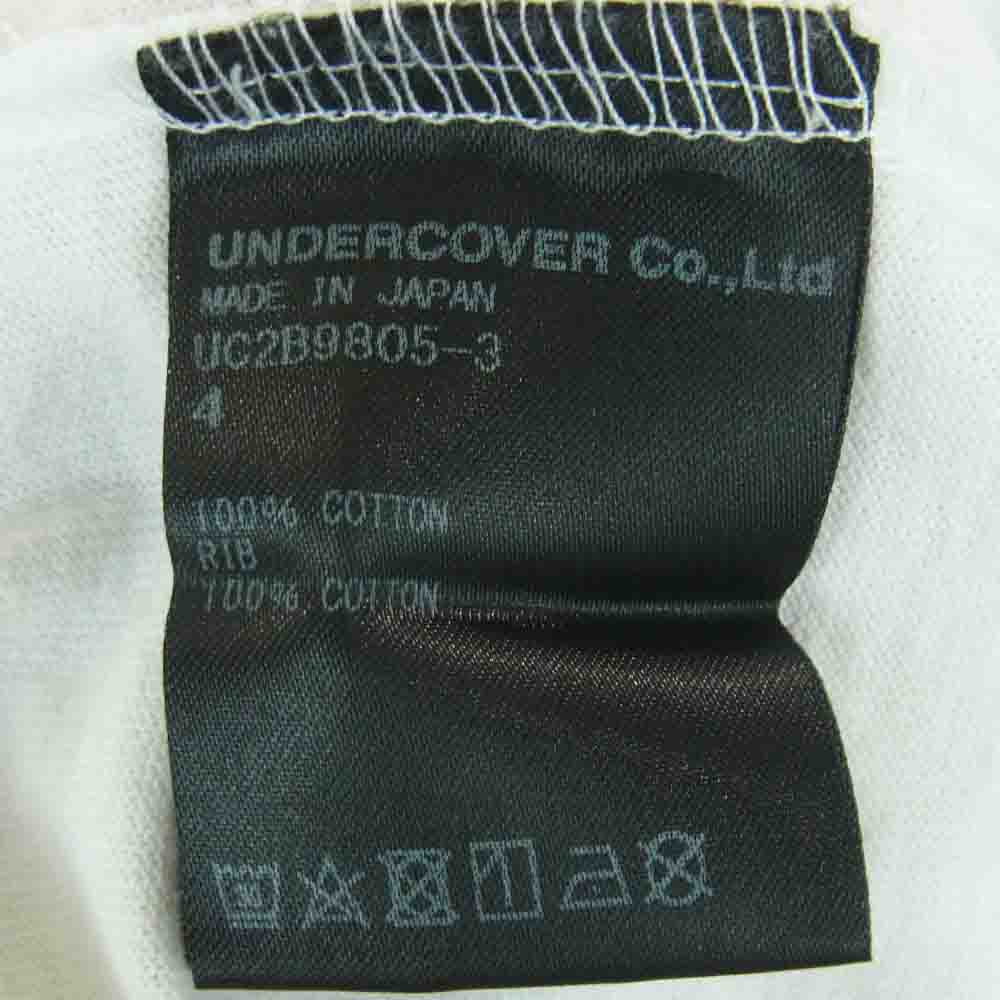 UNDERCOVER Co.,Ltd
MADE IN JAPAN
UC2B9805-3
4
100% COTTON
RIB
100% COTTON